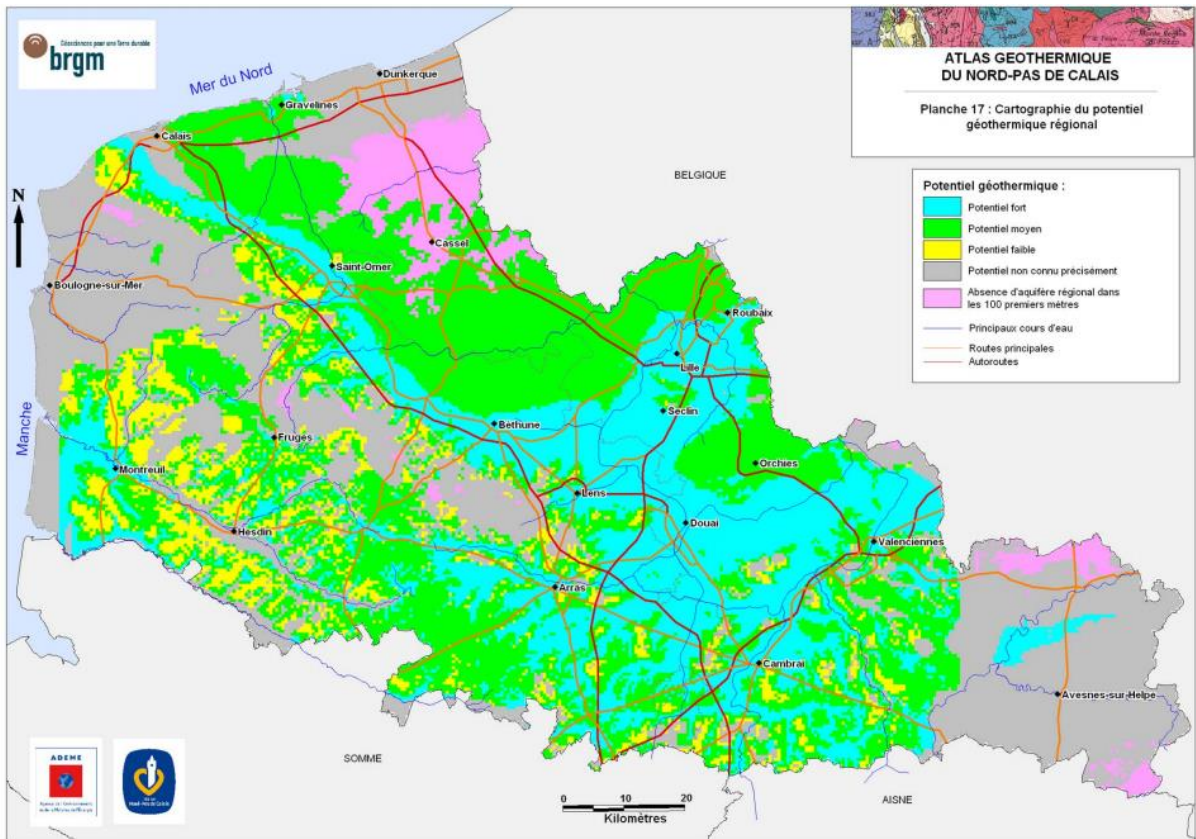 Géosciences pour une Terre durable
brgm
ATLAS GEOTHERMIQUE
DU NORD-PAS DE CALAIS
Planche 17 : Cartographie du potentiel
géothermique régional
Mer du Nord
Dunkerque
Gravelines
Calais
BELGIQUE
N
Potentiel géothermique :
Potentiel fort
Potentiel moyen
Potentiel faible
Potentiel non connu précisément
Absence d'aquifère régional dans
les 100 premiers mètres
Principaux cours d'eau
Routes principales
Autoroutes
Cassel
Saint-Omer
Boulogne-sur-Mer
Roubaix
Lille
Seclin
Manche
Béthune
Fruges
Montreuil
Orchies
Lens
Hesdin
Douai
Valenciennes
Arras
Cambrai
Avesnes-sur-Helpe
ADEME
SOMME
AISNE
0 10 20
Kilomètres